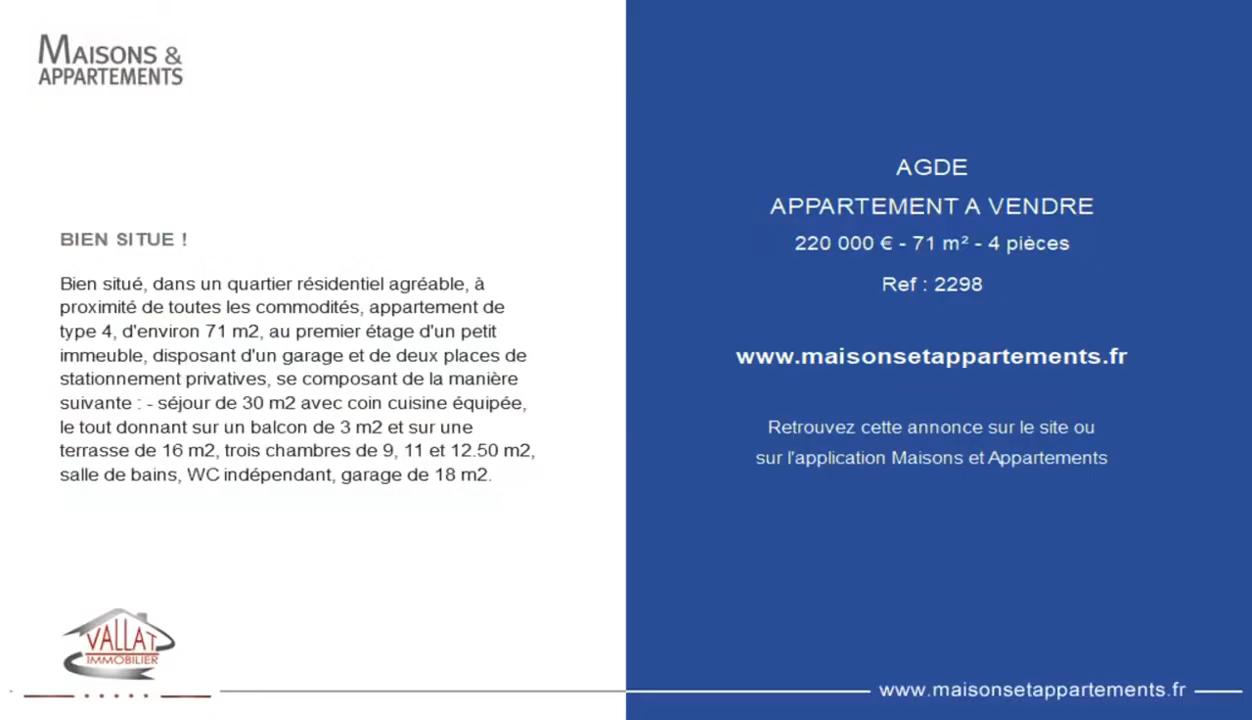 MAISONS &
APPARTEMENTS
BIEN SITUE !
Bien situé, dans un quartier résidentiel agréable, à
proximité de toutes les commodités, appartement de
type 4, d'environ 71 m2, au premier étage d'un petit
immeuble, disposant d'un garage et de deux places de
stationnement privatives, se composant de la manière
suivante : - séjour de 30 m2 avec coin cuisine équipée,
le tout donnant sur un balcon de 3 m2 et sur une
terrasse de 16 m2, trois chambres de 9, 11 et 12.50 m2,
salle de bains, WC indépendant, garage de 18 m2.
VALLAT
IMMOBILIER
AGDE
APPARTEMENT A VENDRE
220 000 € - 71 m² - 4 pièces
Ref : 2298
www.maisonsetappartements.fr
Retrouvez cette annonce sur le site ou
sur l'application Maisons et Appartements
www.maisonsetappartements.fr